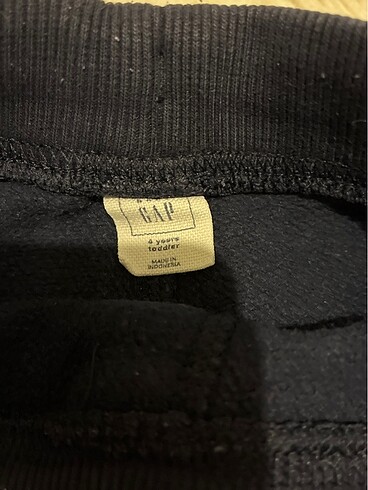 GAP
4 years
toddler
MADE IN
INDONESIA